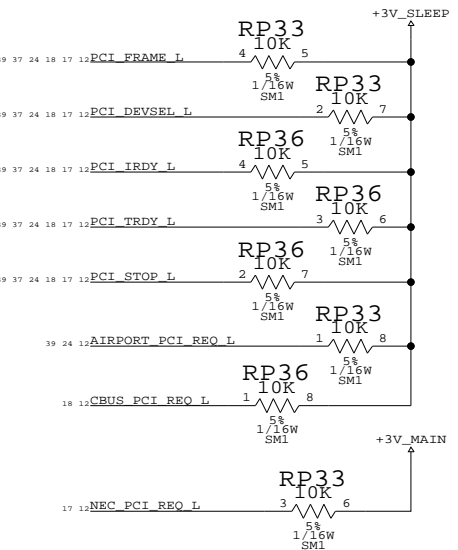 +3V_SLEEP
RP33
10K
39 37 24 18 17 12 PCI_FRAME_L 4 5
5%
1/16W
SM1
RP33
10K
39 37 24 18 17 12 PCI_DEVSEL_L 2 7
5%
1/16W
SM1
RP36
10K
39 37 24 18 17 12 PCI_IRDY_L 4 5
5%
1/16W
SM1
RP36
10K
39 37 24 18 17 12 PCI_TRDY_L 3 6
5%
1/16W
SM1
RP36
10K
39 37 24 18 17 12 PCI_STOP_L 2 7
5%
1/16W
SM1
RP33
10K
39 24 12 AIRPORT_PCI_REQ_L 1 8
5%
1/16W
SM1
RP36
10K
18 12 CBUS_PCI_REQ_L 1 8
5%
1/16W
SM1
+3V_MAIN
RP33
10K
17 12 NEC_PCI_REQ_L 3 6
5%
1/16W
SM1